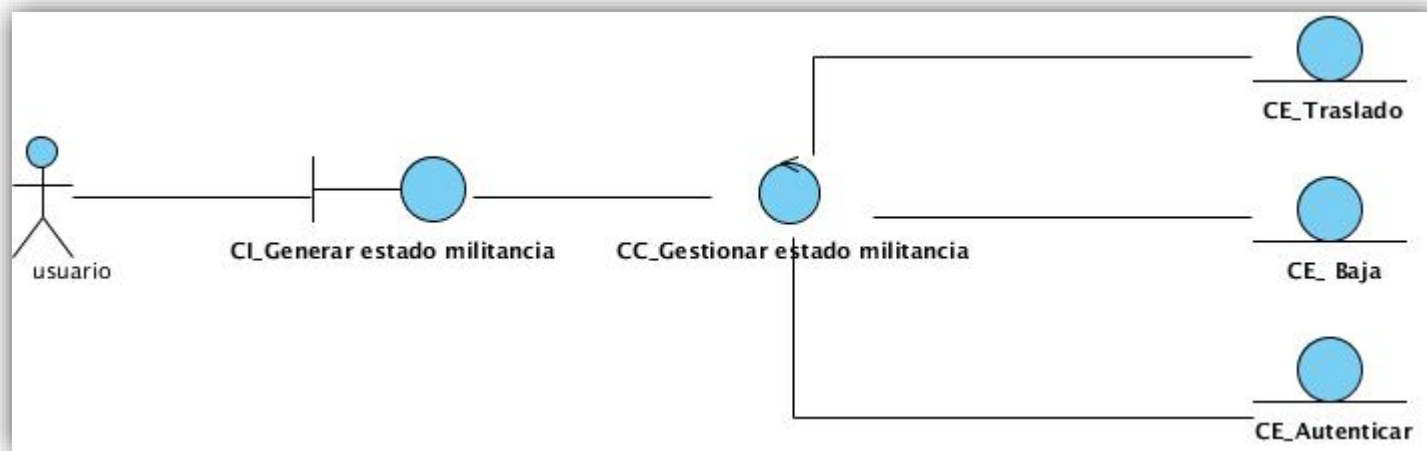 CE_Traslado
usuario
CI_Generar estado militancia
CC_Gestionar estado militancia
CE_ Baja
CE_Autenticar